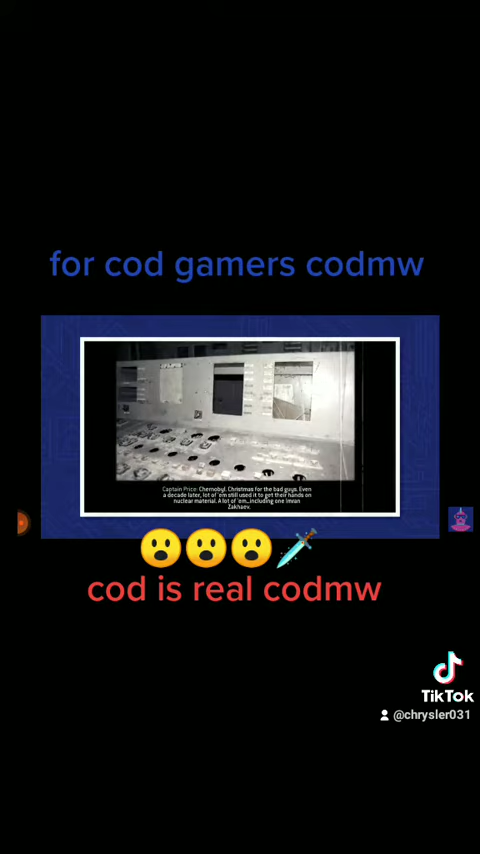 for cod gamers codmw
Captain Price: Chernobyl. Christmas for the bad guys. Even
a decade later, lot of 'em still used it to get their hands on
nuclear material. A lot of 'em...including one Imran
Zakhaev.
😮😮😮🗡️
cod is real codmw
TikTok
@chrysler031